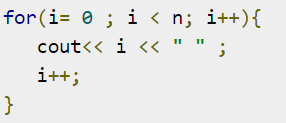 for(i= 0 ; i < n; i++){
   cout<< i << " " ;
   i++;
}